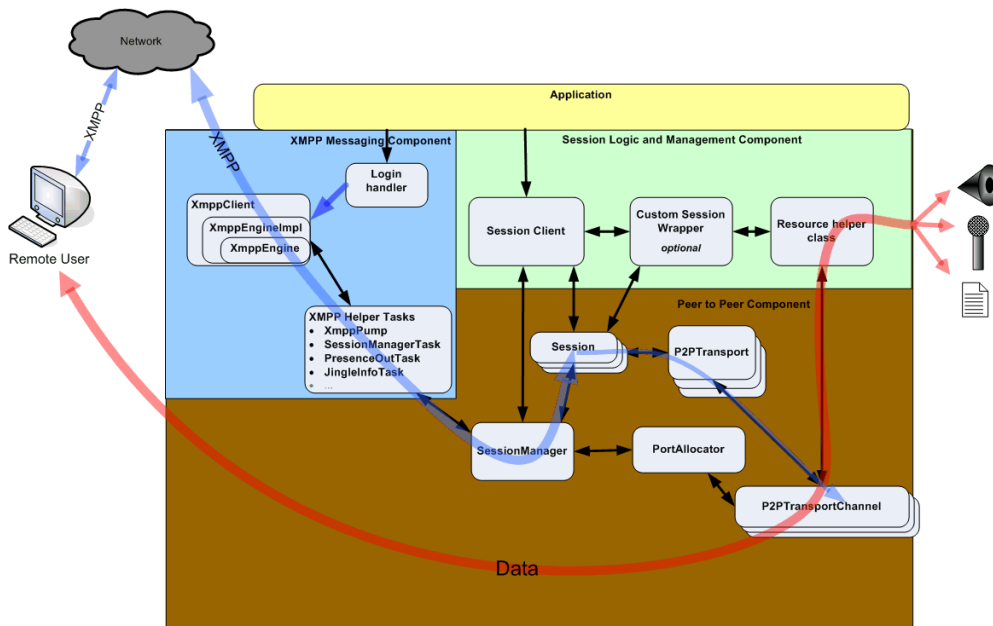 Network
XMPP
XMPP
Remote User
Application
XMPP Messaging Component
Login
handler
XmppClient
XmppEngineImpl
XmppEngine
XMPP Helper Tasks
• XmppPump
• SessionManagerTask
• PresenceOutTask
• JingleInfoTask
• ...
Session Logic and Management Component
Session Client
Custom Session
Wrapper
optional
Resource helper
class
Peer to Peer Component
Session
P2PTransport
SessionManager
PortAllocator
P2PTransportChannel
Data